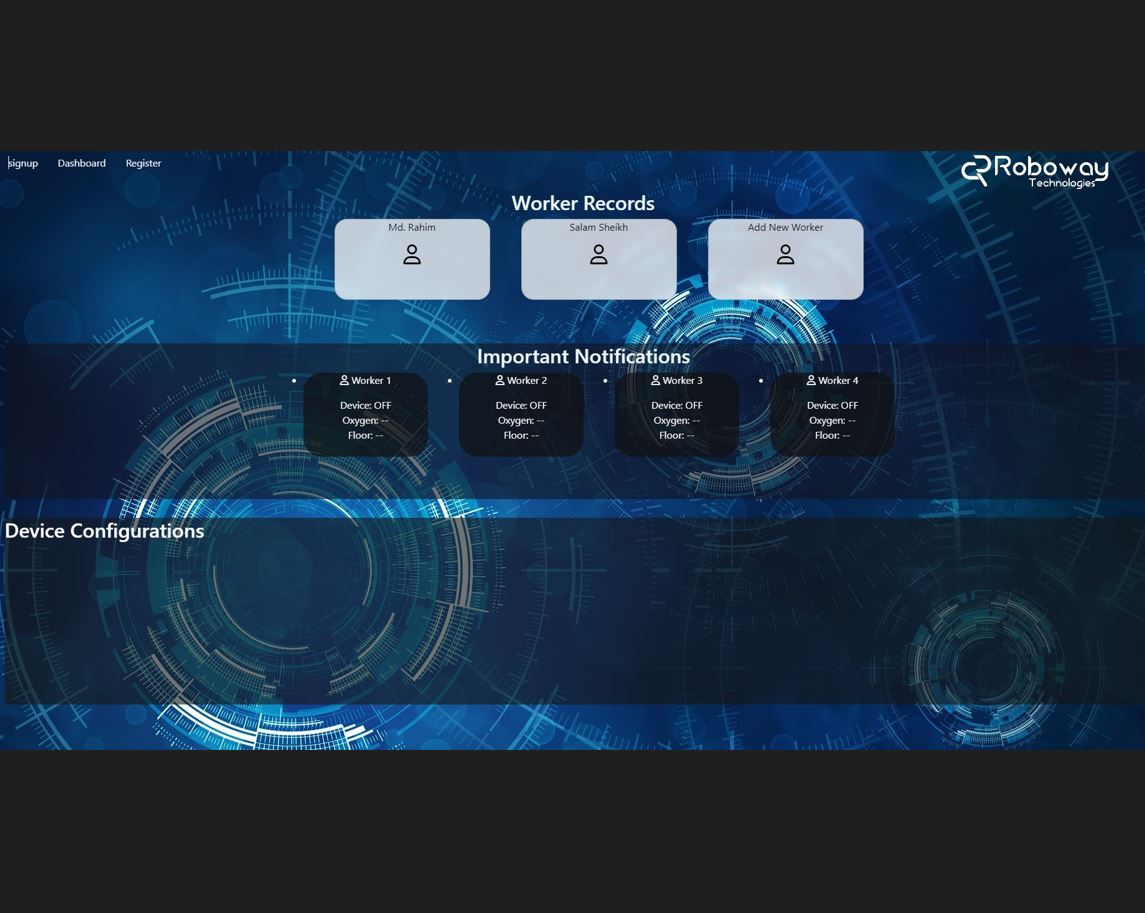 signup Dashboard Register
Roboway
Technologies
Worker Records
Md. Rahim
Salam Sheikh
Add New Worker
Important Notifications
Worker 1
Device: OFF
Oxygen: --
Floor: --
Worker 2
Device: OFF
Oxygen: --
Floor: --
Worker 3
Device: OFF
Oxygen: --
Floor: --
Worker 4
Device: OFF
Oxygen: --
Floor: --
Device Configurations